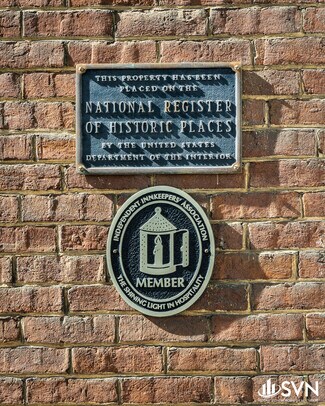 THIS PROPERTY HAS BEEN
PLACED ON THE
NATIONAL REGISTER
OF HISTORIC PLACES
BY THE UNITED STATES
DEPARTMENT OF THE INTERIOR
INDEPENDENT INNKEEPERS' ASSOCIATION
MEMBER
THE SHINING LIGHT IN HOSPITALITY
SVN